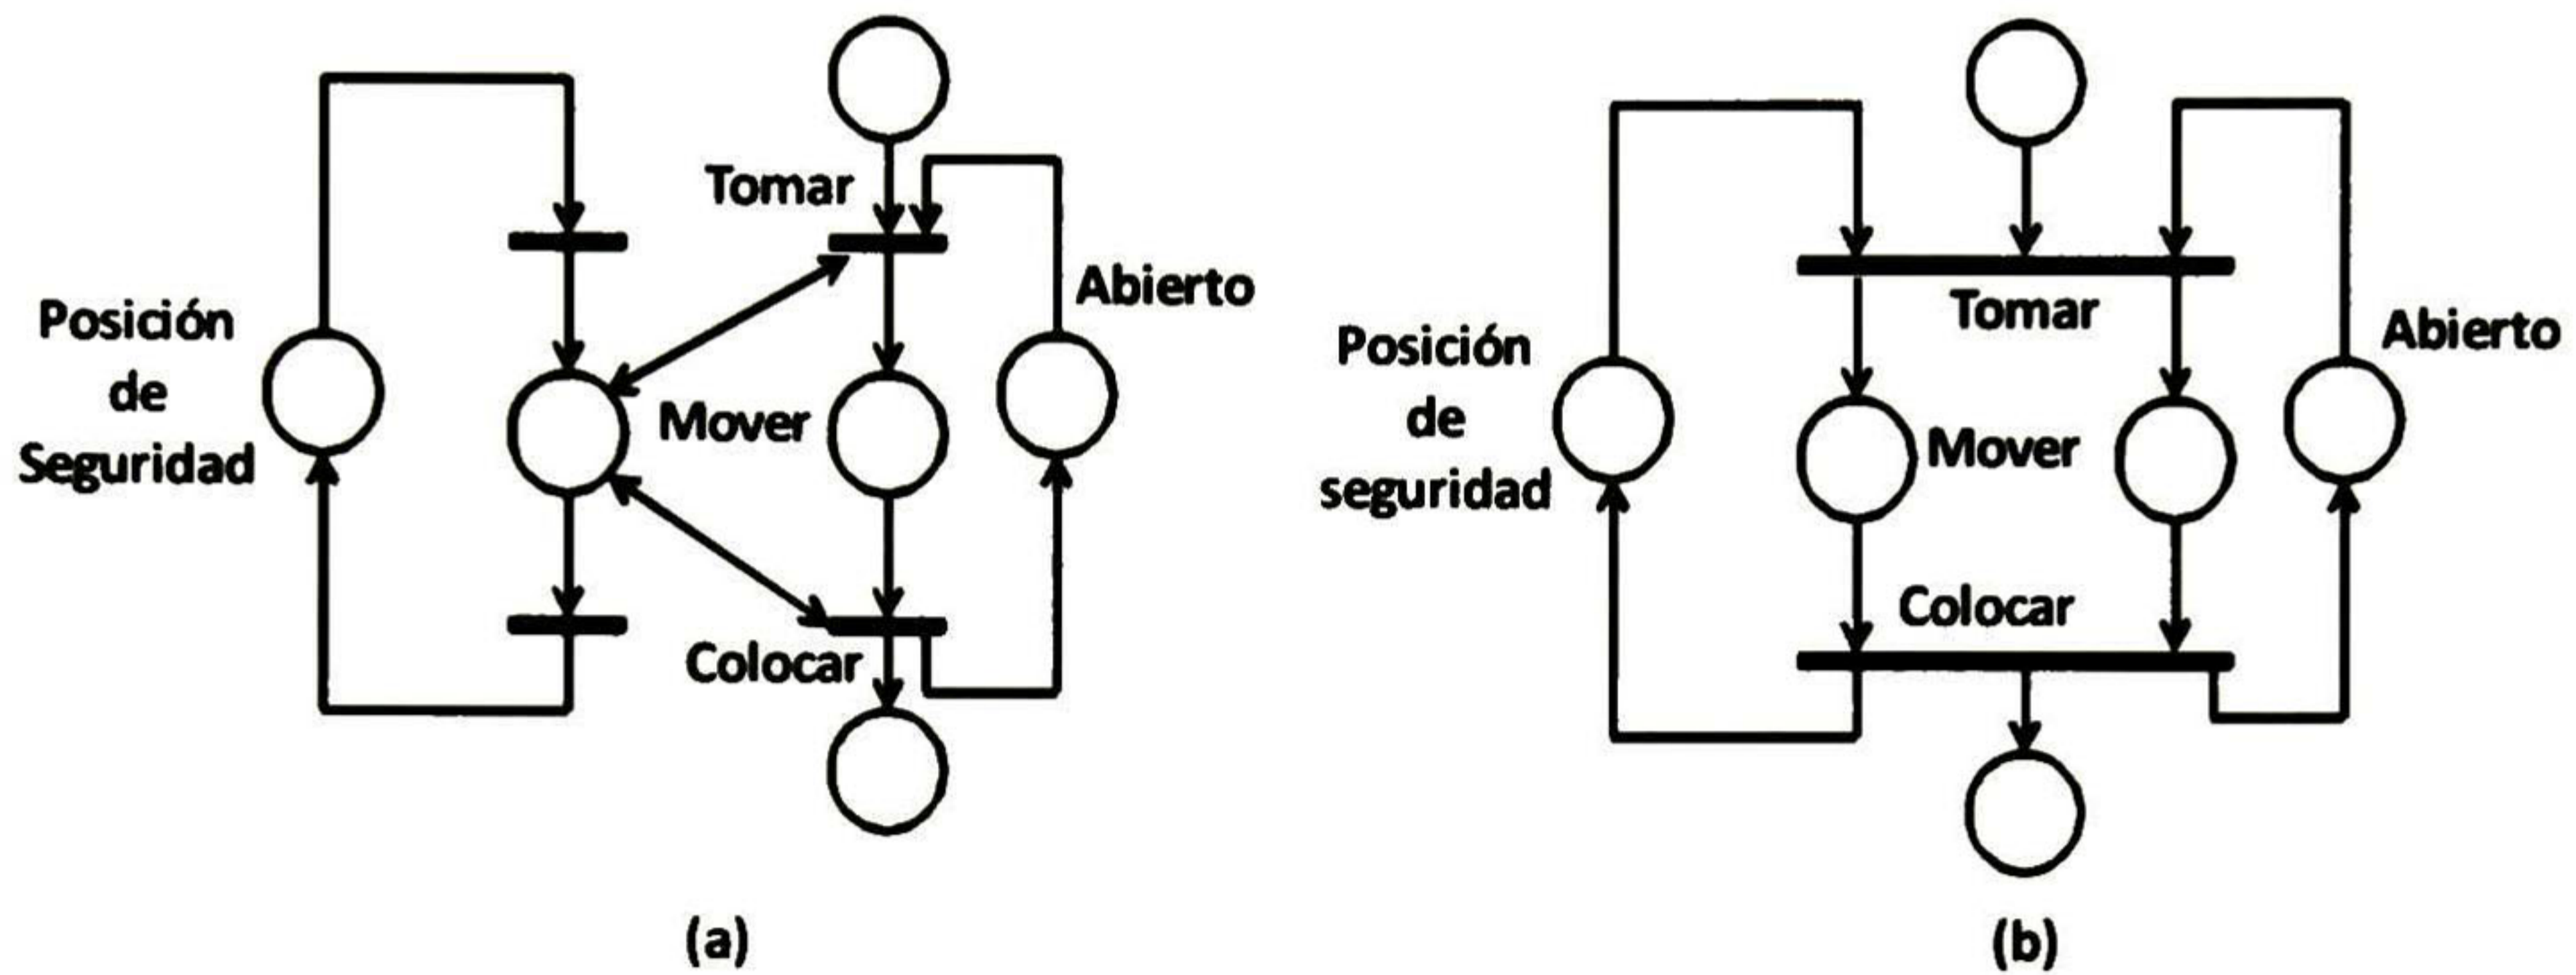 Tomar
Abierto
Posición
de
Seguridad
Mover
Colocar
(a)
Tomar
Abierto
Posición
de
seguridad
Mover
Colocar
(b)